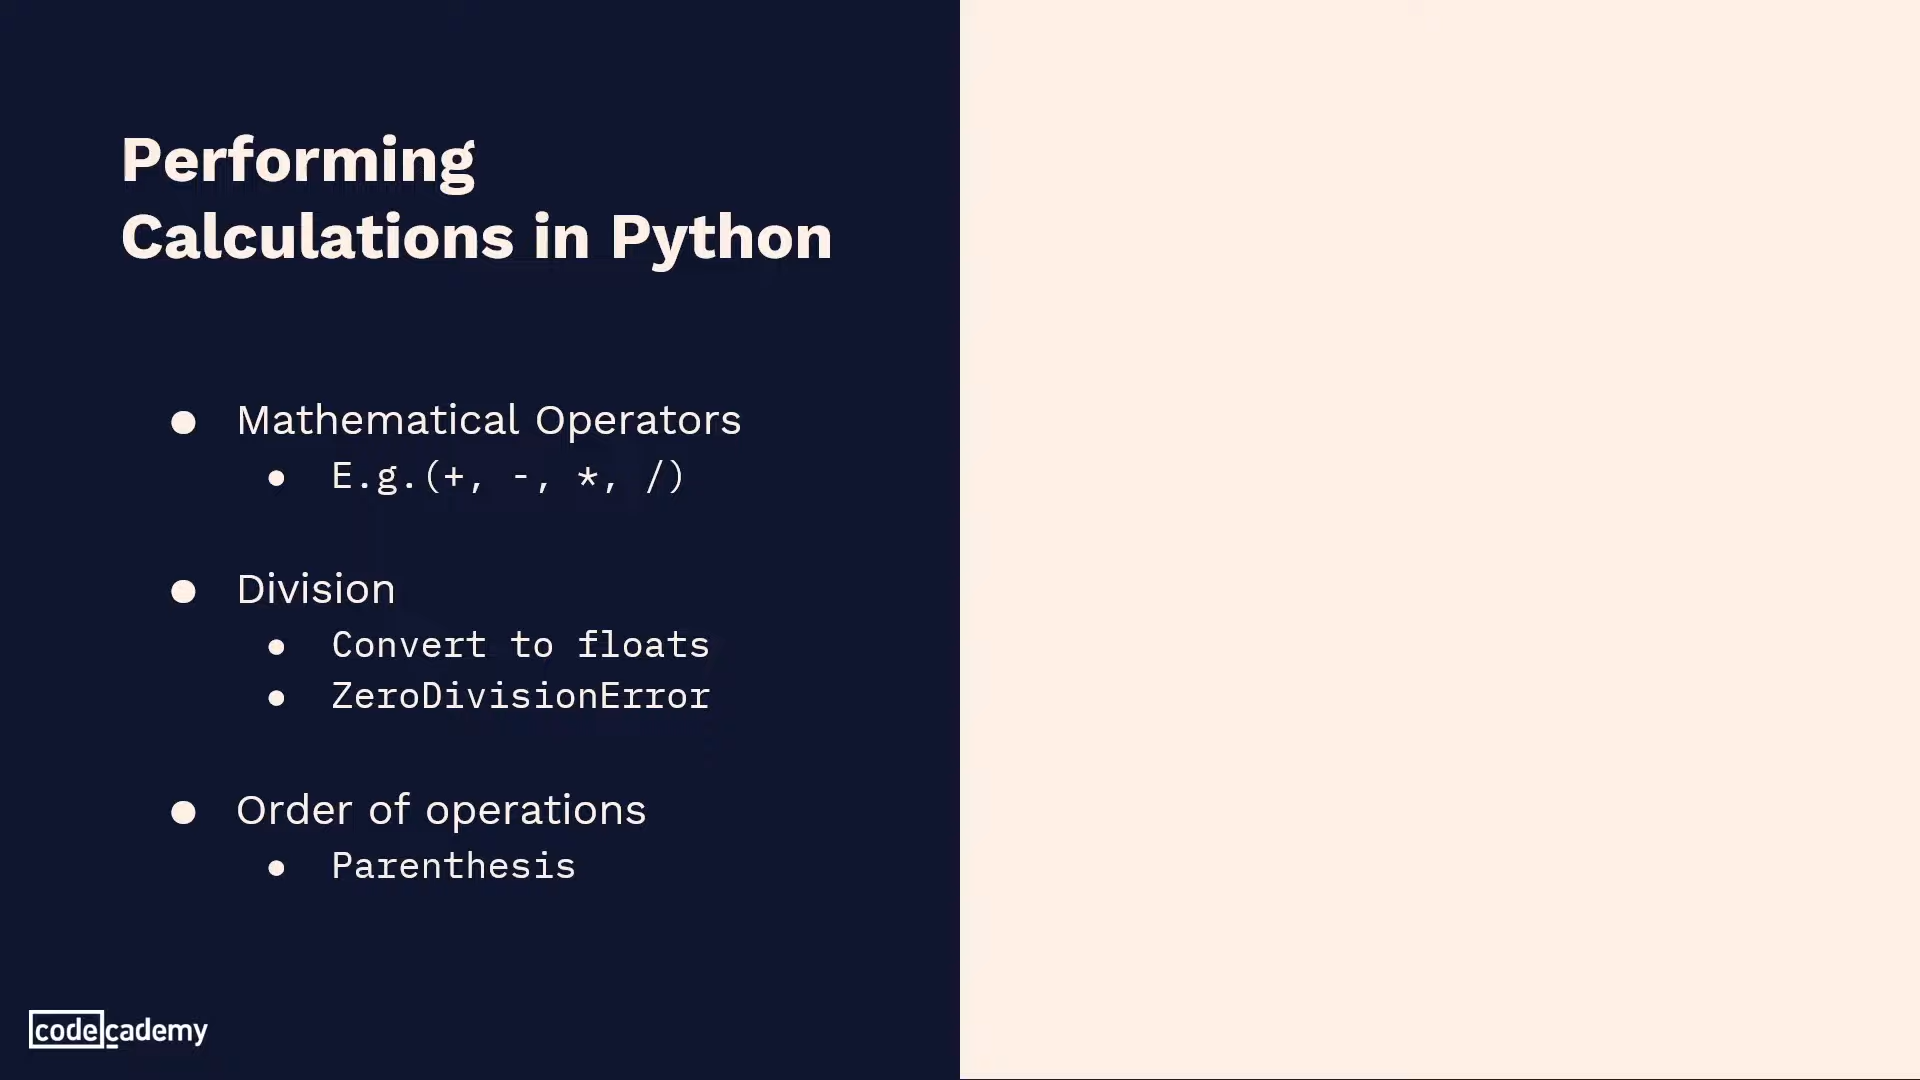 Performing
Calculations in Python
● Mathematical Operators
● E.g.(+, -, *, /)
● Division
● Convert to floats
● ZeroDivisionError
● Order of operations
● Parenthesis
codecademy